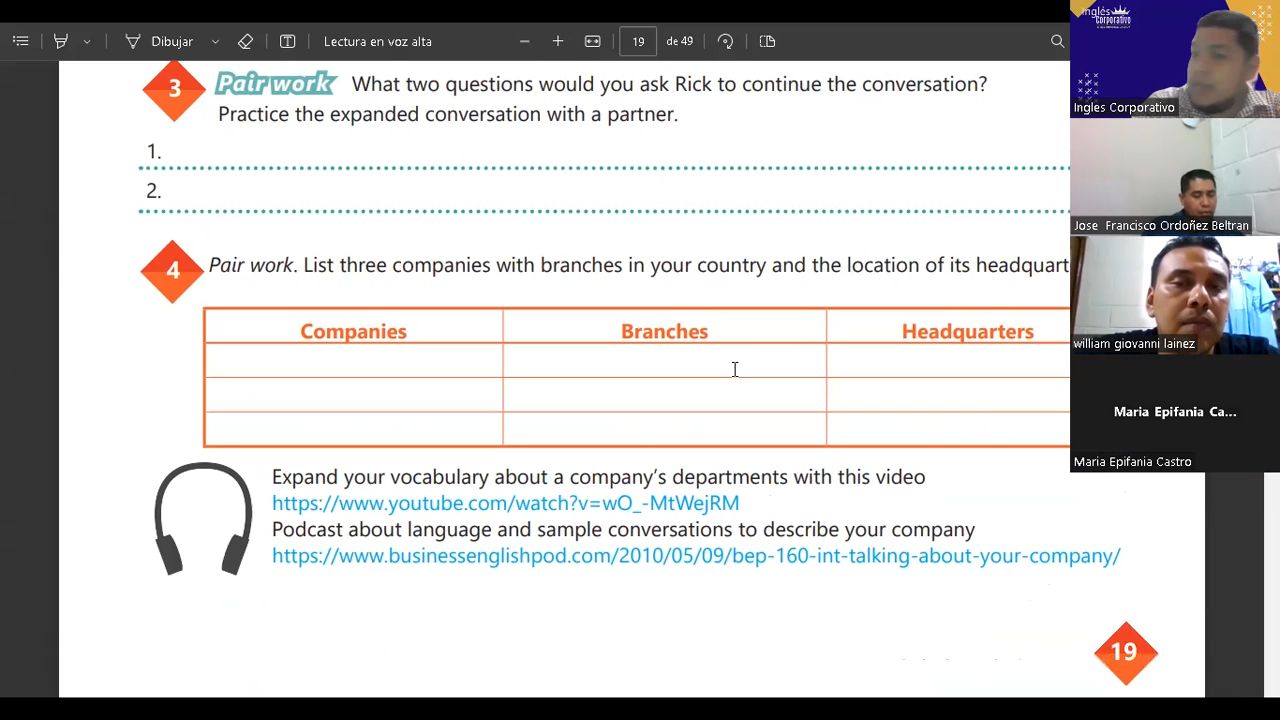 Dibujar
Lectura en voz alta
19
de 49
Inglés
Corporativo
Ingles Corporativo
3
Pair work What two questions would you ask Rick to continue the conversation?
Practice the expanded conversation with a partner.
1.
2.
Jose Francisco Ordoñez Beltran
4
Pair work. List three companies with branches in your country and the location of its headquart
Companies
Branches
Headquarters
william giovanni lainez
Maria Epifania Ca...
Maria Epifania Castro
Expand your vocabulary about a company's departments with this video
https://www.youtube.com/watch?v=wO_-MtWejRM
Podcast about language and sample conversations to describe your company
https://www.businessenglishpod.com/2010/05/09/bep-160-int-talking-about-your-company/
19